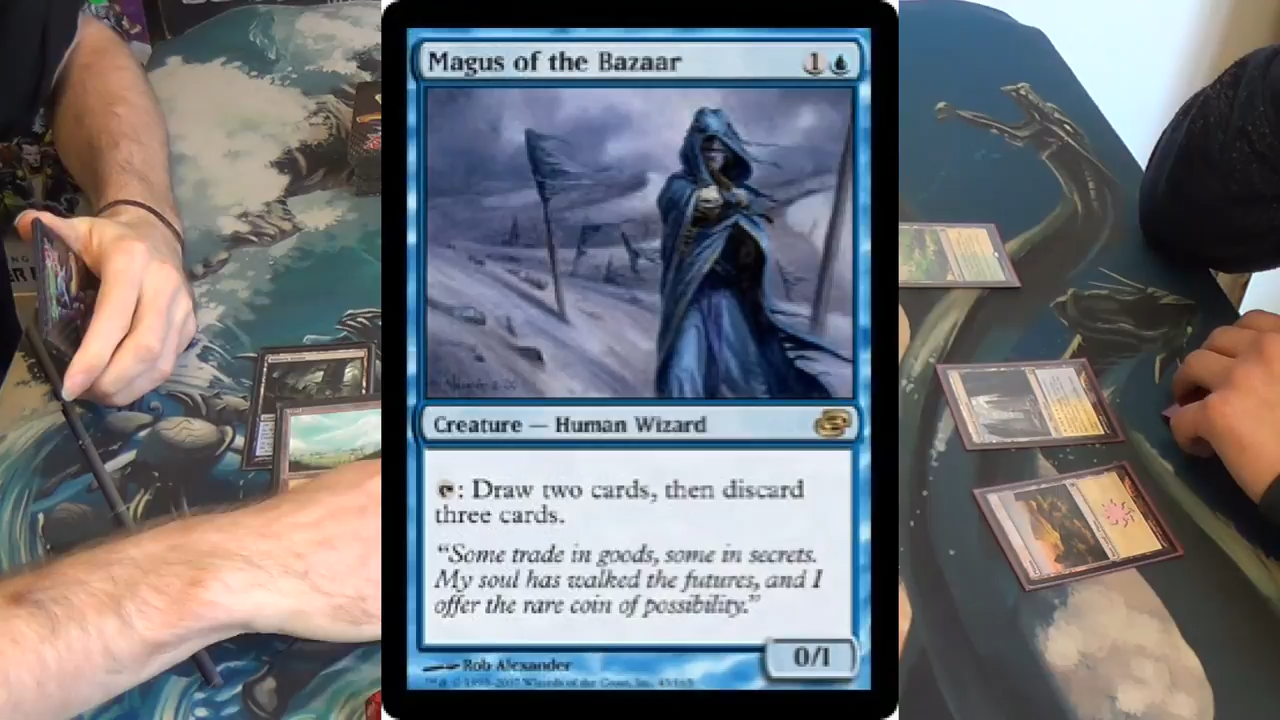 Magus of the Bazaar 1
Creature — Human Wizard
: Draw two cards, then discard
three cards.
“Some trade in goods, some in secrets.
My soul has walked the futures, and I
offer the rare coin of possibility.”
0/1
Rob Alexander